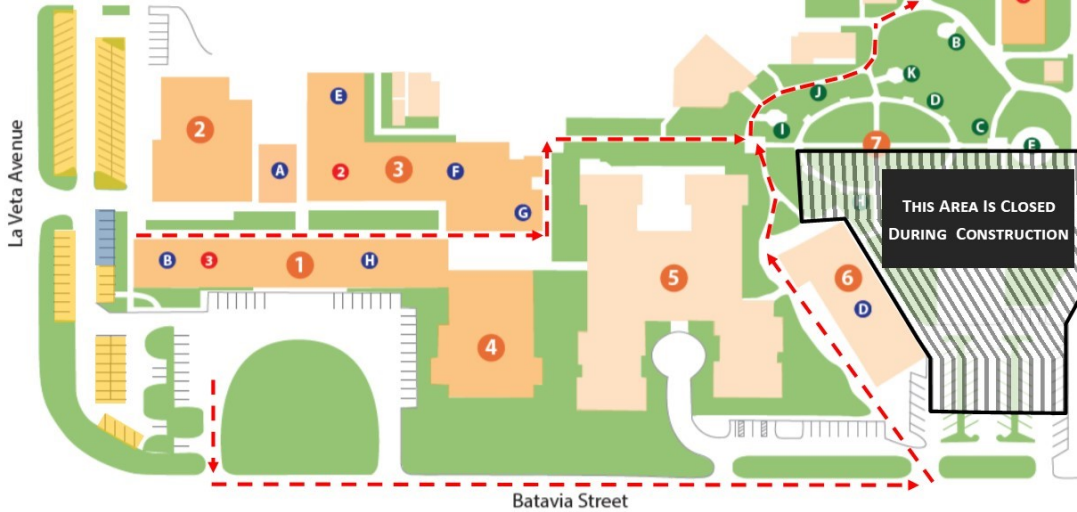 La Veta Avenue
2
A
E
2
3
F
G
B
3
1
H
4
5
6
D
7
I
J
K
B
D
C
E
THIS AREA IS CLOSED
DURING CONSTRUCTION
Batavia Street